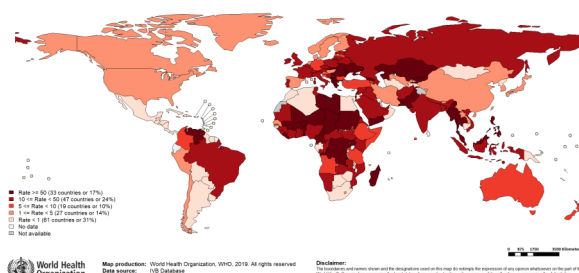 Rate >= 50 (33 countries or 17%)
10 <= Rate < 50 (47 countries or 24%)
5 <= Rate < 10 (19 countries or 10%)
1 <= Rate < 5 (27 countries or 14%)
Rate < 1 (61 countries or 31%)
No data
Not available
0 875 1750 3500 Kilometers
World Health
Organization
Map production: World Health Organization, WHO, 2019. All rights reserved
Data source: IVB Database
Disclaimer:
The boundaries and names shown and the designations used on this map do not imply the expression of any opinion whatsoever on the part of